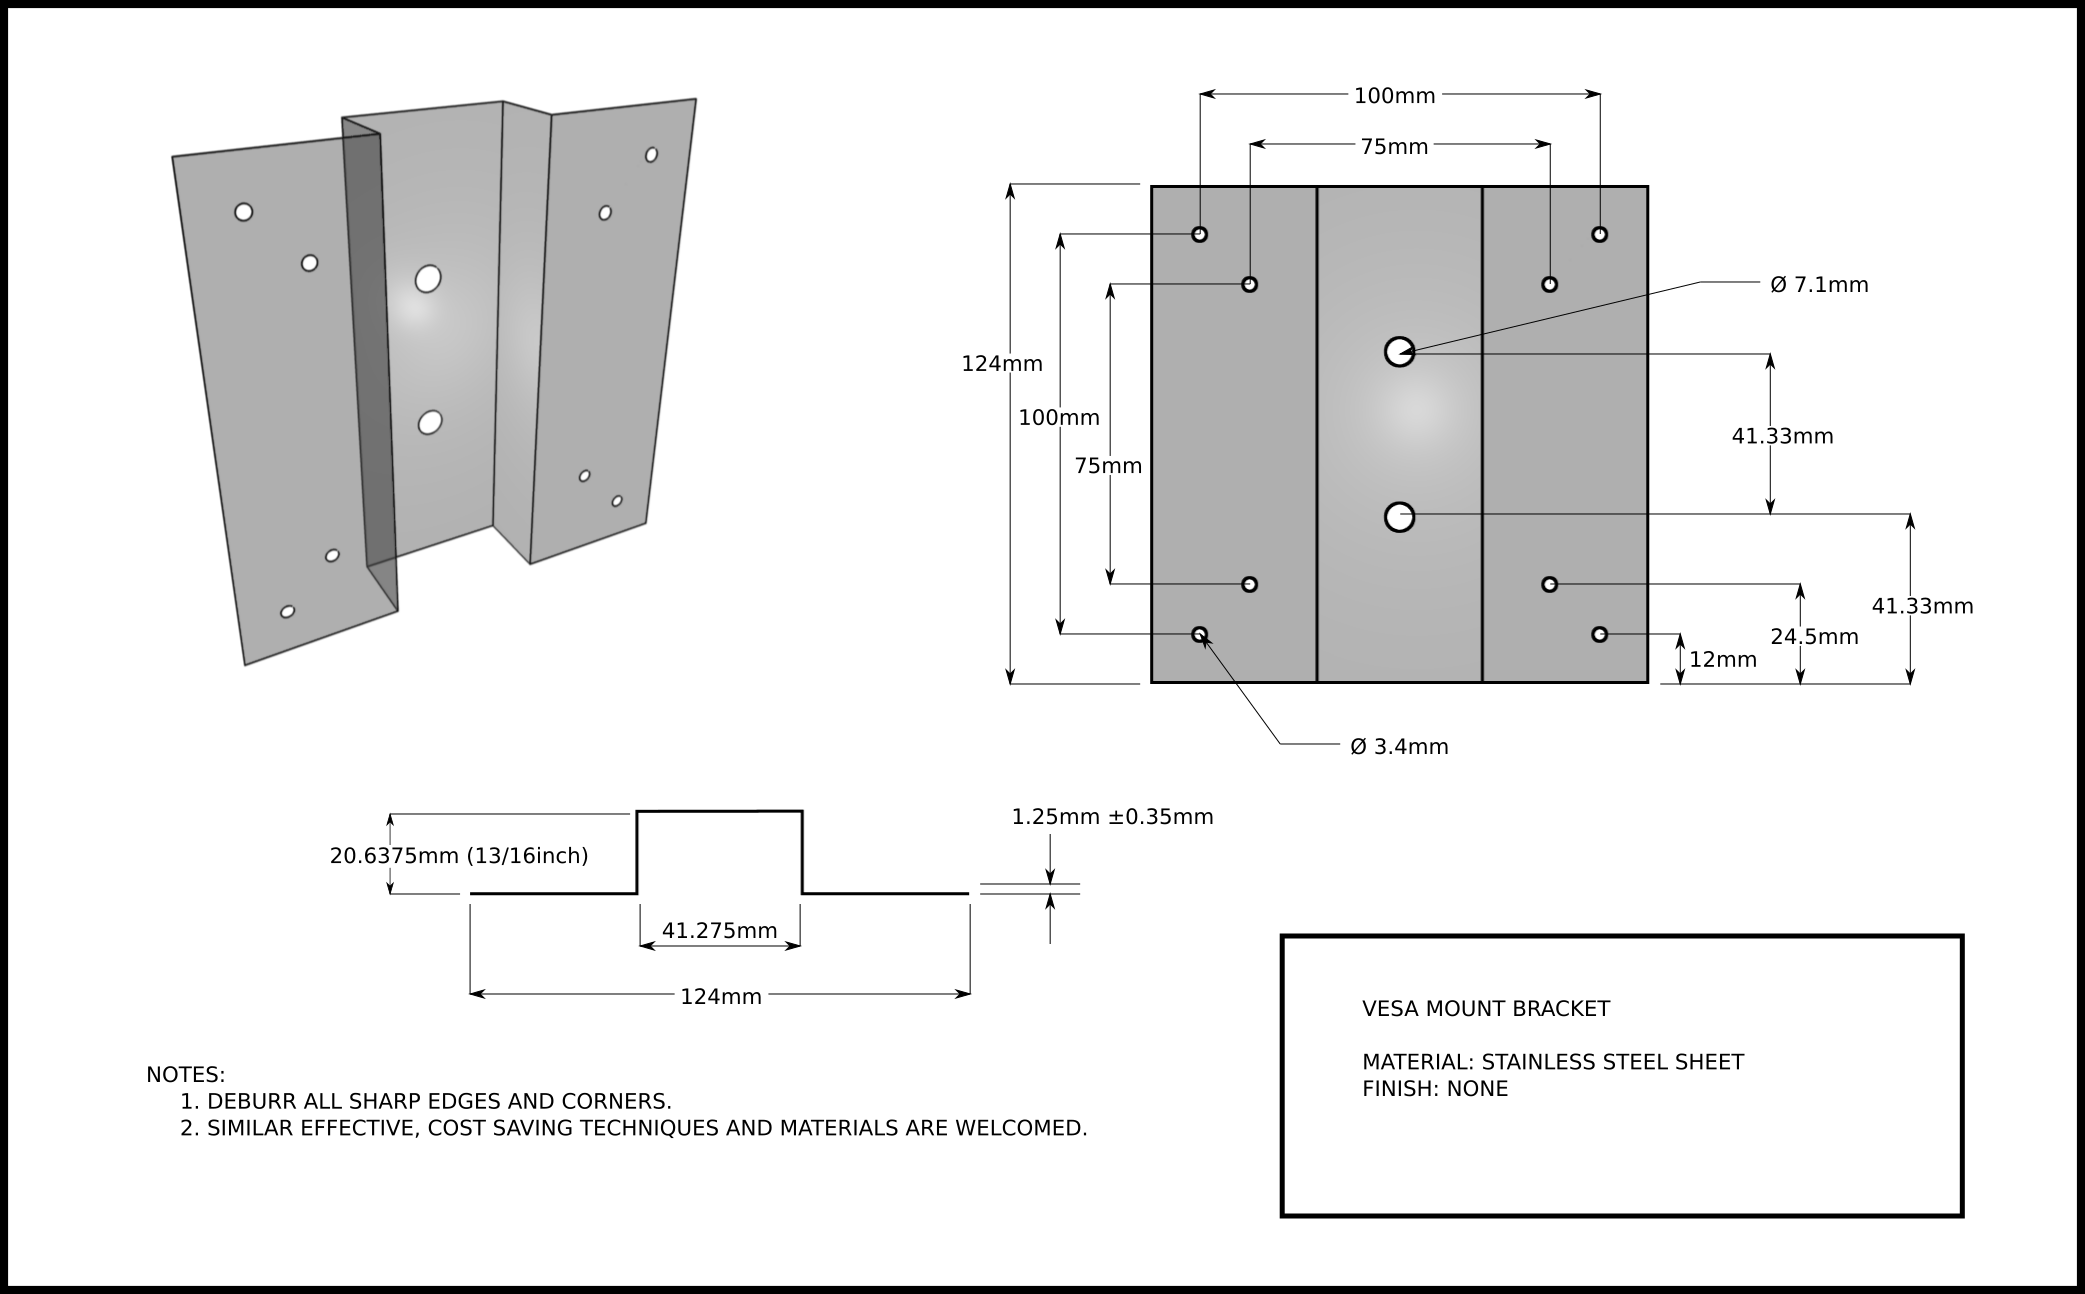 100mm
75mm
Ø 7.1mm
124mm
100mm
41.33mm
75mm
41.33mm
24.5mm
12mm
Ø 3.4mm
1.25mm ±0.35mm
20.6375mm (13/16inch)
41.275mm
124mm
VESA MOUNT BRACKET
MATERIAL: STAINLESS STEEL SHEET
FINISH: NONE
NOTES:
1. DEBURR ALL SHARP EDGES AND CORNERS.
2. SIMILAR EFFECTIVE, COST SAVING TECHNIQUES AND MATERIALS ARE WELCOMED.